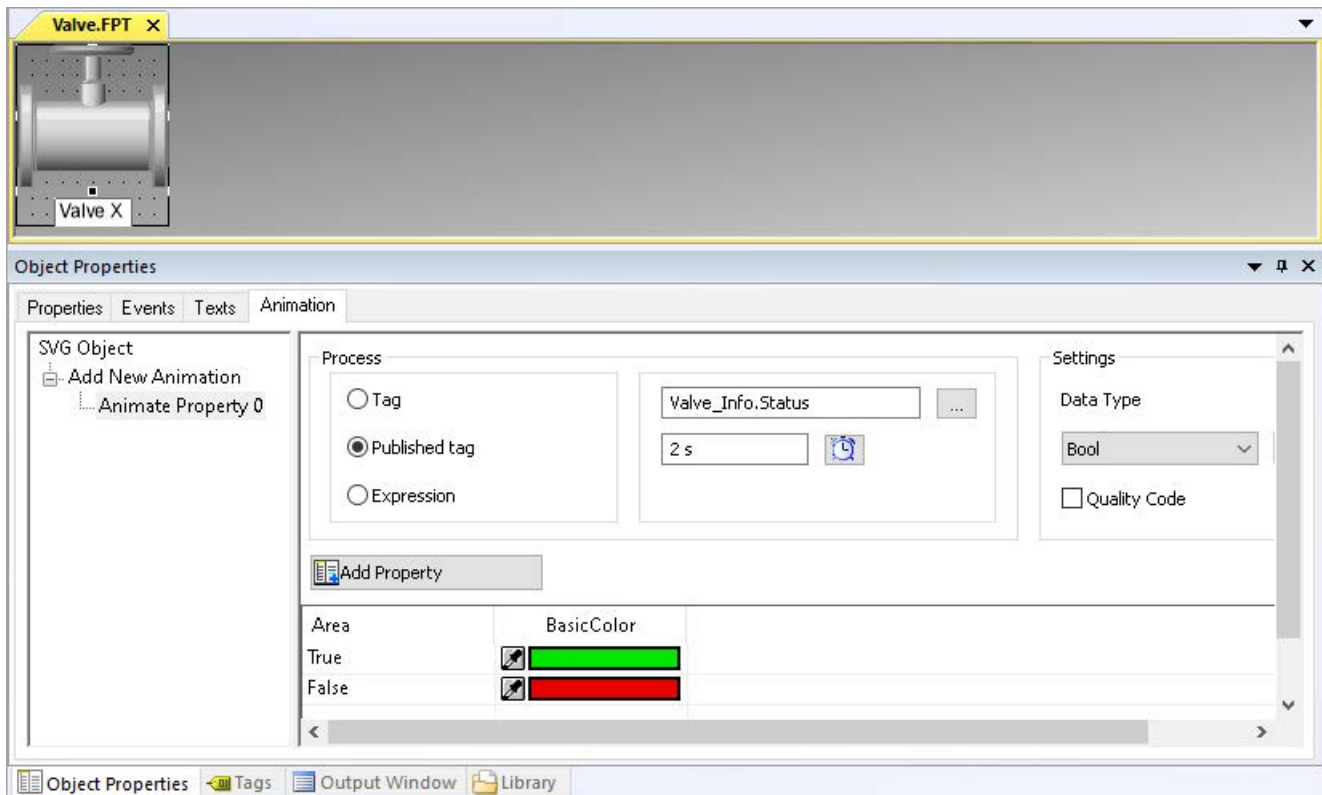 Valve.FPT
Valve X
Object Properties
Properties Events Texts Animation
SVG Object
Add New Animation
Animate Property 0
Process
Tag
Published tag
Expression
Valve_Info.Status
...
2 s
Settings
Data Type
Bool
Quality Code
Add Property
Area BasicColor
True
False
Object Properties Tags Output Window Library